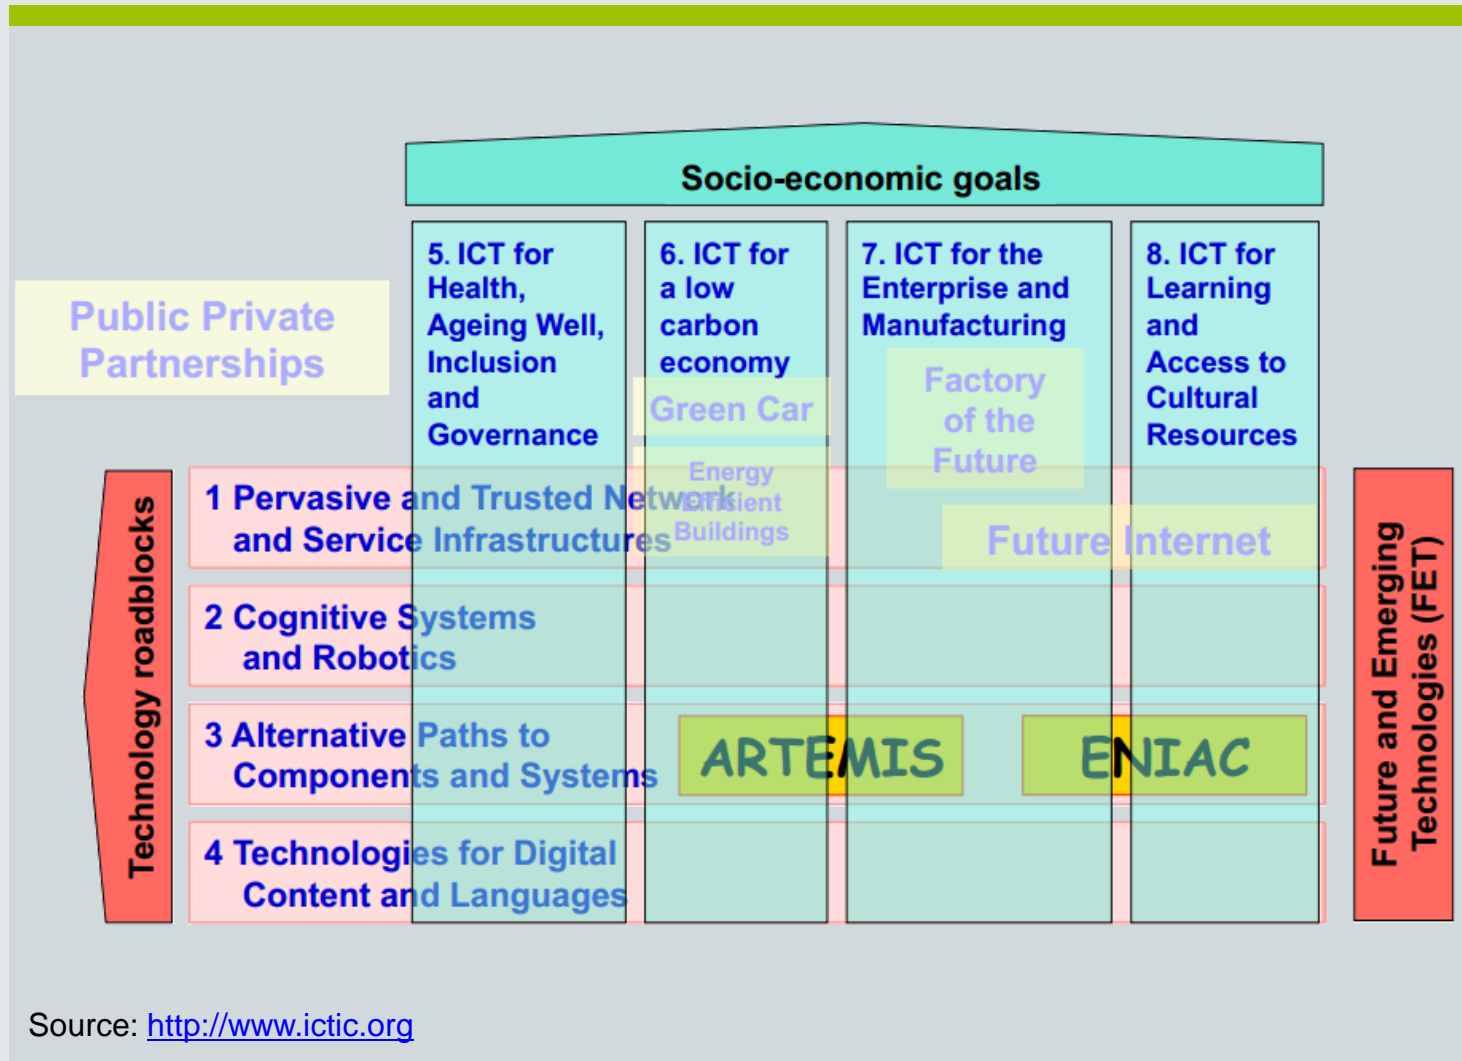 Socio-economic goals
5. ICT for
Health,
Ageing Well,
Inclusion
and
Governance
6. ICT for
a low
carbon
economy
7. ICT for the
Enterprise and
Manufacturing
8. ICT for
Learning
and
Access to
Cultural
Resources
Public Private
Partnerships
Green Car
Energy
Efficient
Buildings
Factory
of the
Future
Future Internet
Technology roadblocks
1 Pervasive and Trusted Network
and Service Infrastructures
2 Cognitive Systems
and Robotics
3 Alternative Paths to
Components and Systems
ARTEMIS
ENIAC
4 Technologies for Digital
Content and Languages
Future and Emerging
Technologies (FET)
Source: http://www.ictic.org